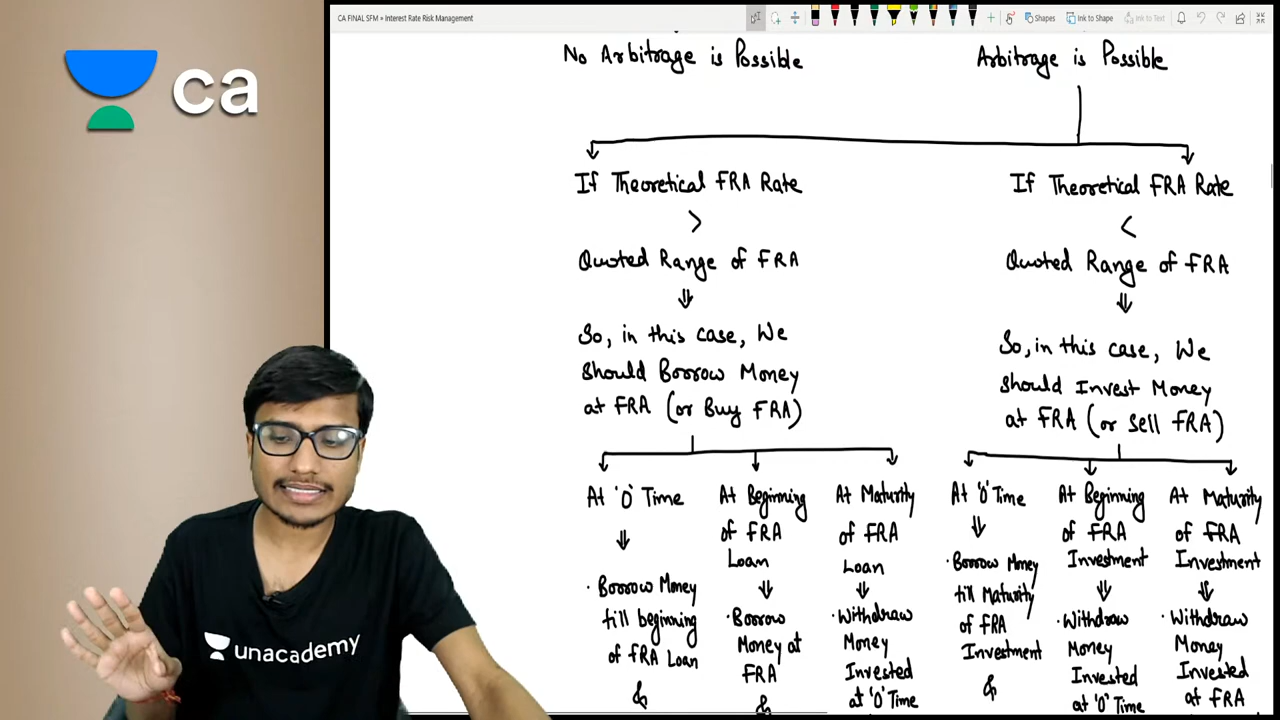 CA FINAL SFM » Interest Rate Risk Management
Shapes
Ink to Shape
Ink to Text
ca
No Arbitrage is Possible
Arbitrage is Possible
If Theoretical FRA Rate
>
Quoted Range of FRA
⇓
So, in this case, We
should Borrow Money
at FRA (or Buy FRA)
If Theoretical FRA Rate
<
Quoted Range of FRA
⇓
So, in this case, We
should Invest Money
at FRA (or Sell FRA)
At '0' Time
⇓
· Borrow Money
till beginning
of FRA Loan
&
At Beginning
of FRA
Loan
⇓
· Borrow
Money at
FRA
&
At Maturity
of FRA
Loan
⇓
· Withdraw
Money
Invested
at '0' Time
At '0' Time
⇓
· Borrow Money
till Maturity
of FRA
Investment
&
At Beginning
of FRA
Investment
⇓
· Withdraw
Money
Invested
at '0' Time
At Maturity
of FRA
Investment
⇓
· Withdraw
Money
Invested
at FRA
unacademy